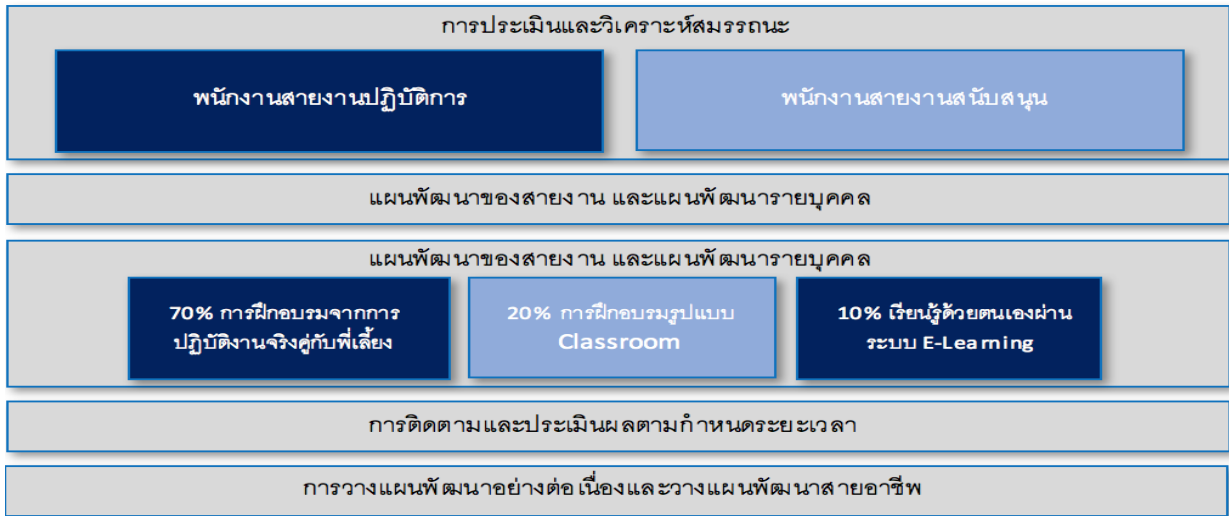 การประเมินและวิเคราะห์สมรรถนะ
พนักงานสายงานปฏิบัติการ
พนักงานสายงานสนับสนุน
แผนพัฒนาของสายงาน และแผนพัฒนารายบุคคล
แผนพัฒนาของสายงาน และแผนพัฒนารายบุคคล
70% การฝึกอบรมจากการ
ปฏิบัติงานจริงคู่กับพี่เลี้ยง
20% การฝึกอบรมรูปแบบ
Classroom
10% เรียนรู้ด้วยตนเองผ่าน
ระบบ E-Learning
การติดตามและประเมินผลตามกำหนดระยะเวลา
การวางแผนพัฒนาอย่างต่อเนื่องและวางแผนพัฒนาสายอาชีพ